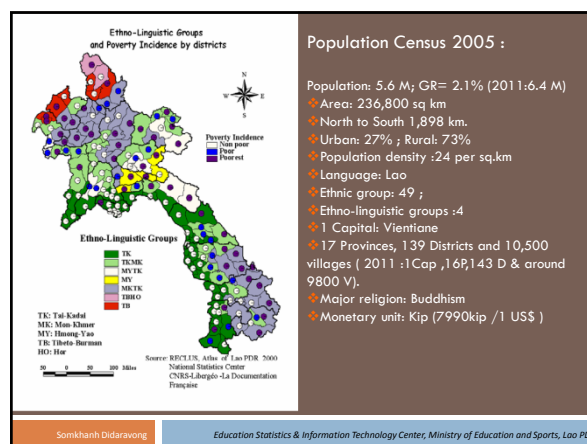 Ethno-Linguistic Groups
and Poverty Incidence by districts
N
W E
S
Poverty Incidence
Non poor
Poor
Poorest
Ethno-Linguistic Groups
TK
TKMK
MYTK
MY
MKTK
TBHO
TB
TK: Tai-Kadai
MK: Mon-Khmer
MY: Hmong-Yao
TB: Tibeto-Burman
HO: Hor
Source: RECLUS, Atlas of Lao PDR, 2000
National Statistics Center
CNRS-Libergéo -La Documentation
Française
50 0 50 100 Miles
Population Census 2005 :
Population: 5.6 M; GR= 2.1% (2011:6.4 M)
Area: 236,800 sq km
North to South 1,898 km.
Urban: 27% ; Rural: 73%
Population density :24 per sq.km
Language: Lao
Ethnic group: 49 ;
Ethno-linguistic groups :4
1 Capital: Vientiane
17 Provinces, 139 Districts and 10,500
villages ( 2011 :1Cap ,16P,143 D & around
9800 V).
Major religion: Buddhism
Monetary unit: Kip (7990kip /1 US$ )
Somkhanh Didaravong
Education Statistics & Information Technology Center, Ministry of Education and Sports, Lao PD